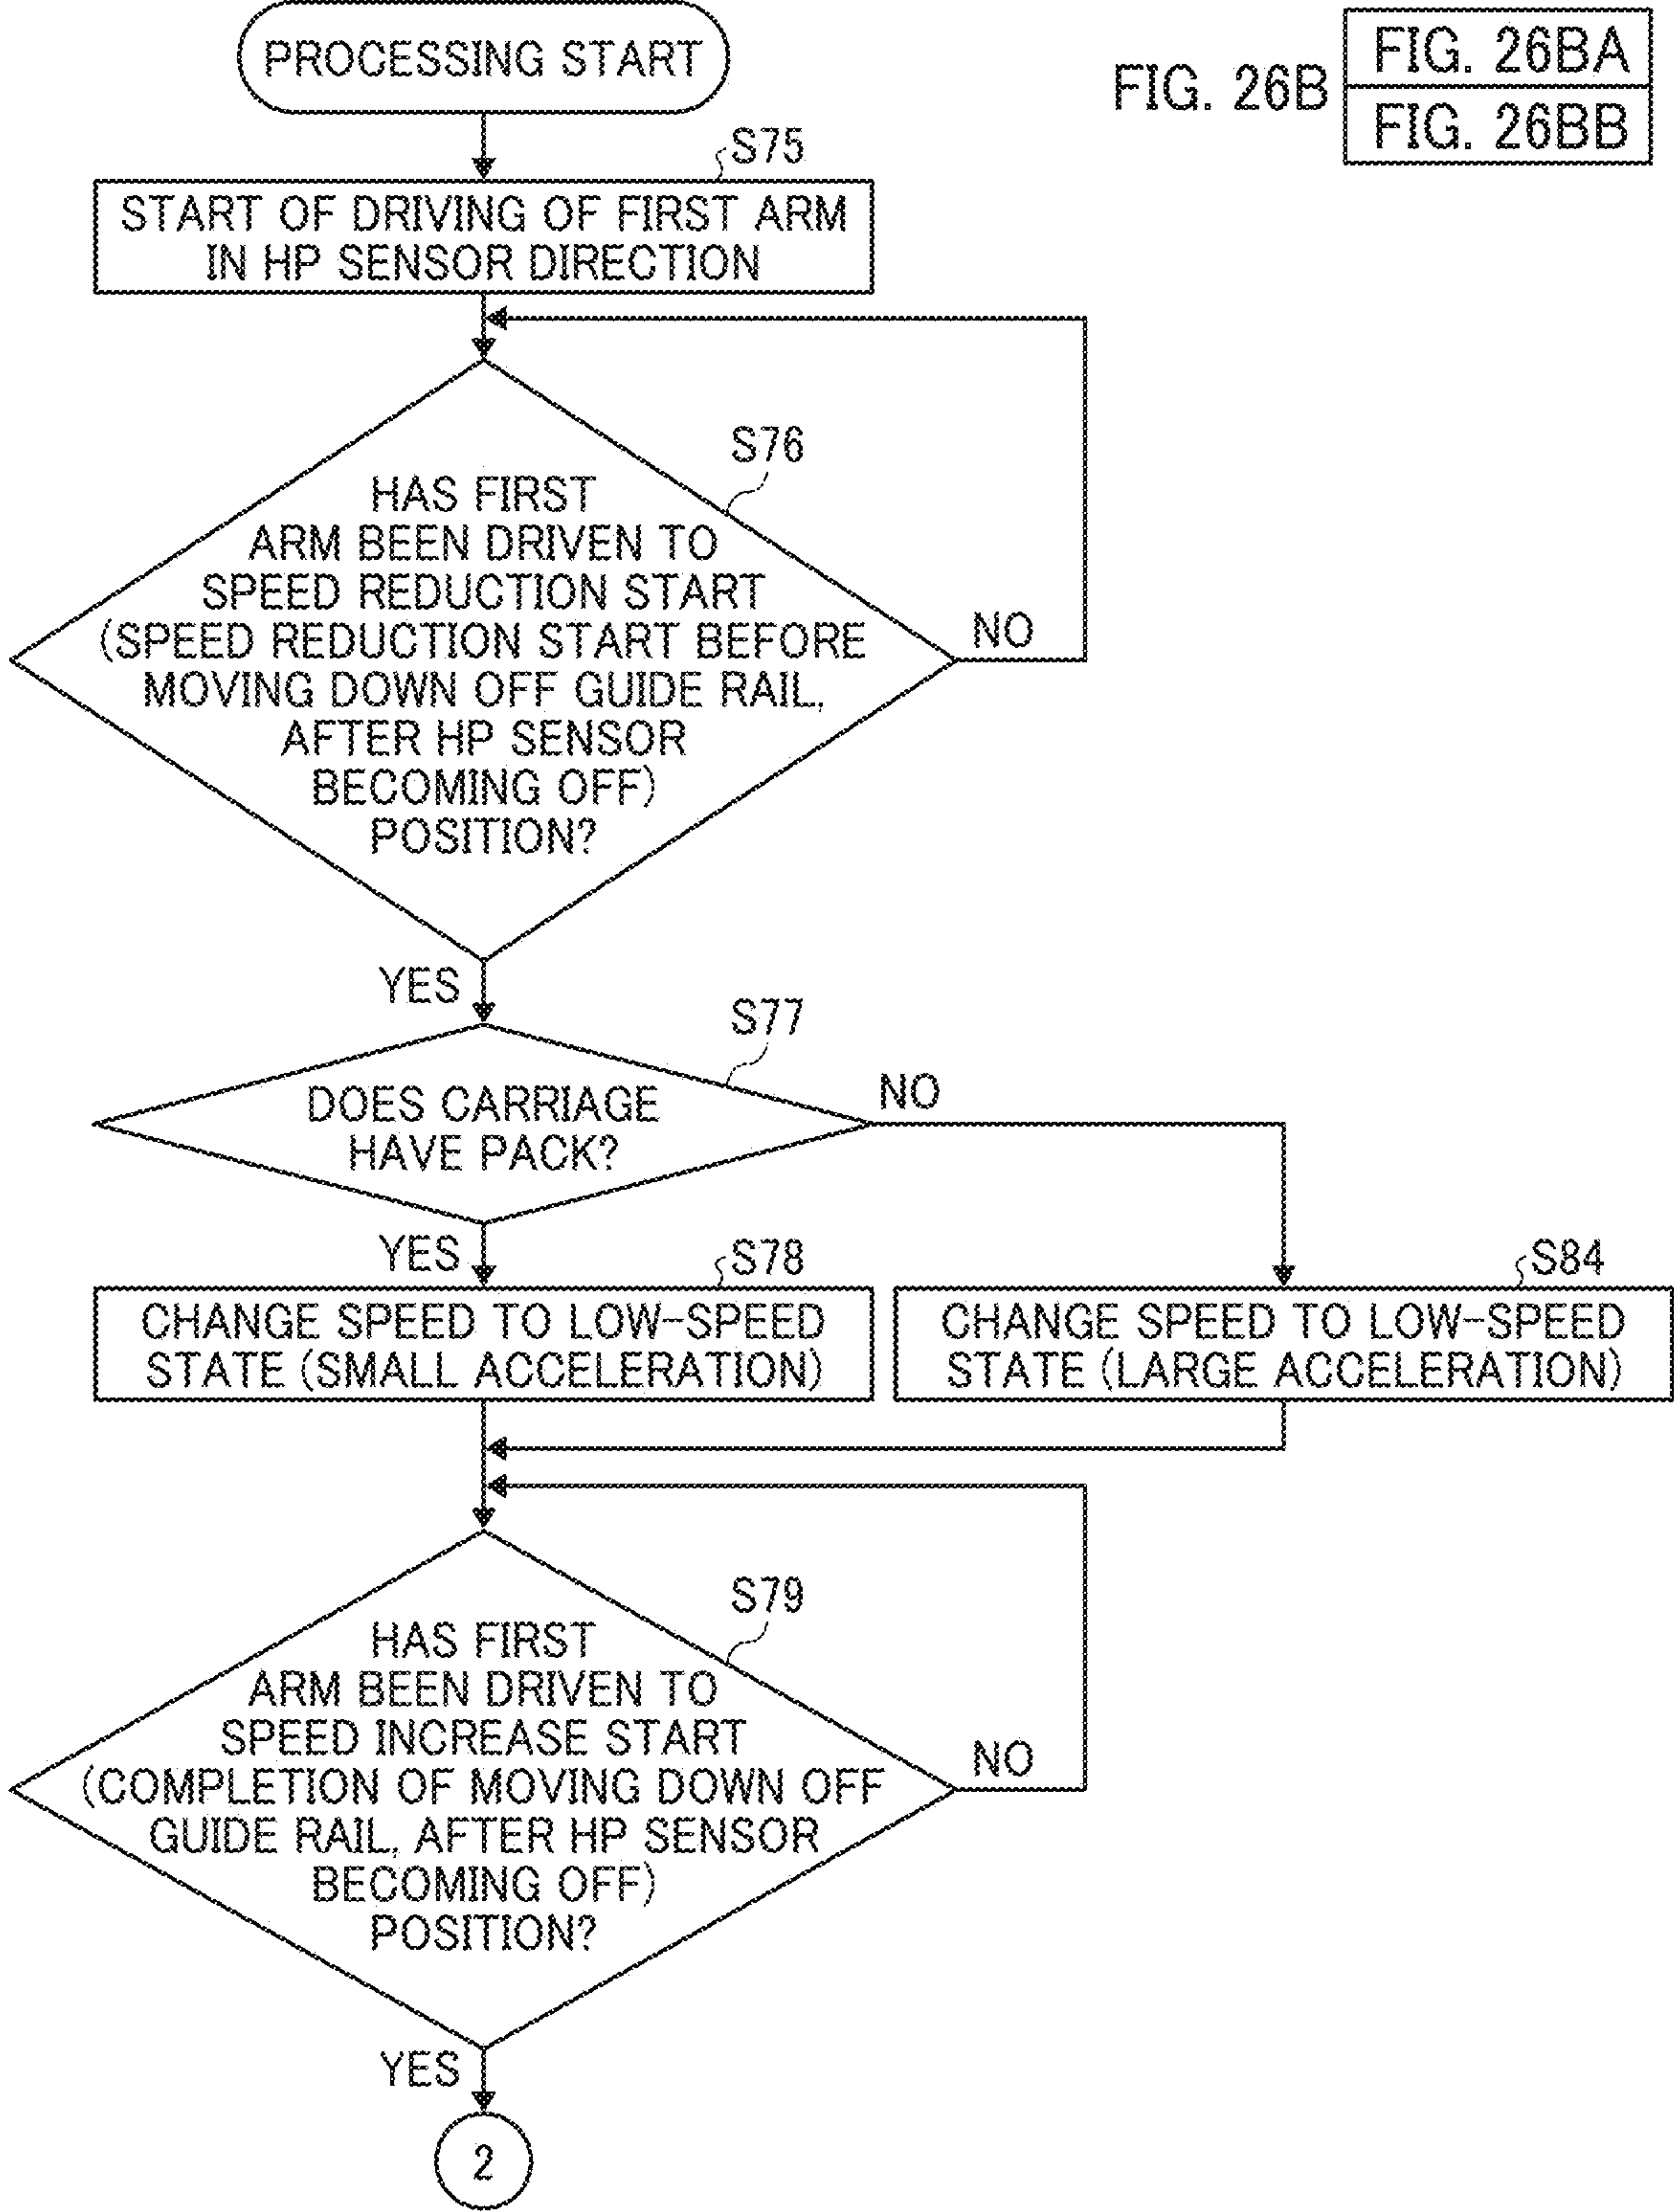 PROCESSING START
FIG. 26B
FIG. 26BA
FIG. 26BB
S75
START OF DRIVING OF FIRST ARM
IN HP SENSOR DIRECTION
S76
HAS FIRST
ARM BEEN DRIVEN TO
SPEED REDUCTION START
(SPEED REDUCTION START BEFORE
MOVING DOWN OFF GUIDE RAIL,
AFTER HP SENSOR
BECOMING OFF)
POSITION?
NO
YES
S77
DOES CARRIAGE
HAVE PACK?
NO
YES
S78
CHANGE SPEED TO LOW-SPEED
STATE (SMALL ACCELERATION)
S84
CHANGE SPEED TO LOW-SPEED
STATE (LARGE ACCELERATION)
S79
HAS FIRST
ARM BEEN DRIVEN TO
SPEED INCREASE START
(COMPLETION OF MOVING DOWN OFF
GUIDE RAIL, AFTER HP SENSOR
BECOMING OFF)
POSITION?
NO
YES
2